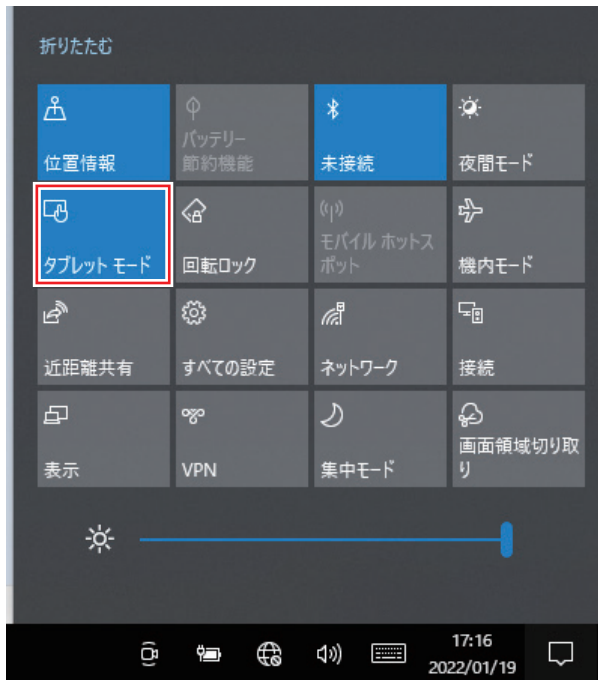 折りたたむ
位置情報
バッテリー
節約機能
未接続
夜間モード
タブレット モード
回転ロック
モバイル ホットス
ポット
機内モード
近距離共有
すべての設定
ネットワーク
接続
表示
VPN
集中モード
画面領域切り取
り
17:16
2022/01/19